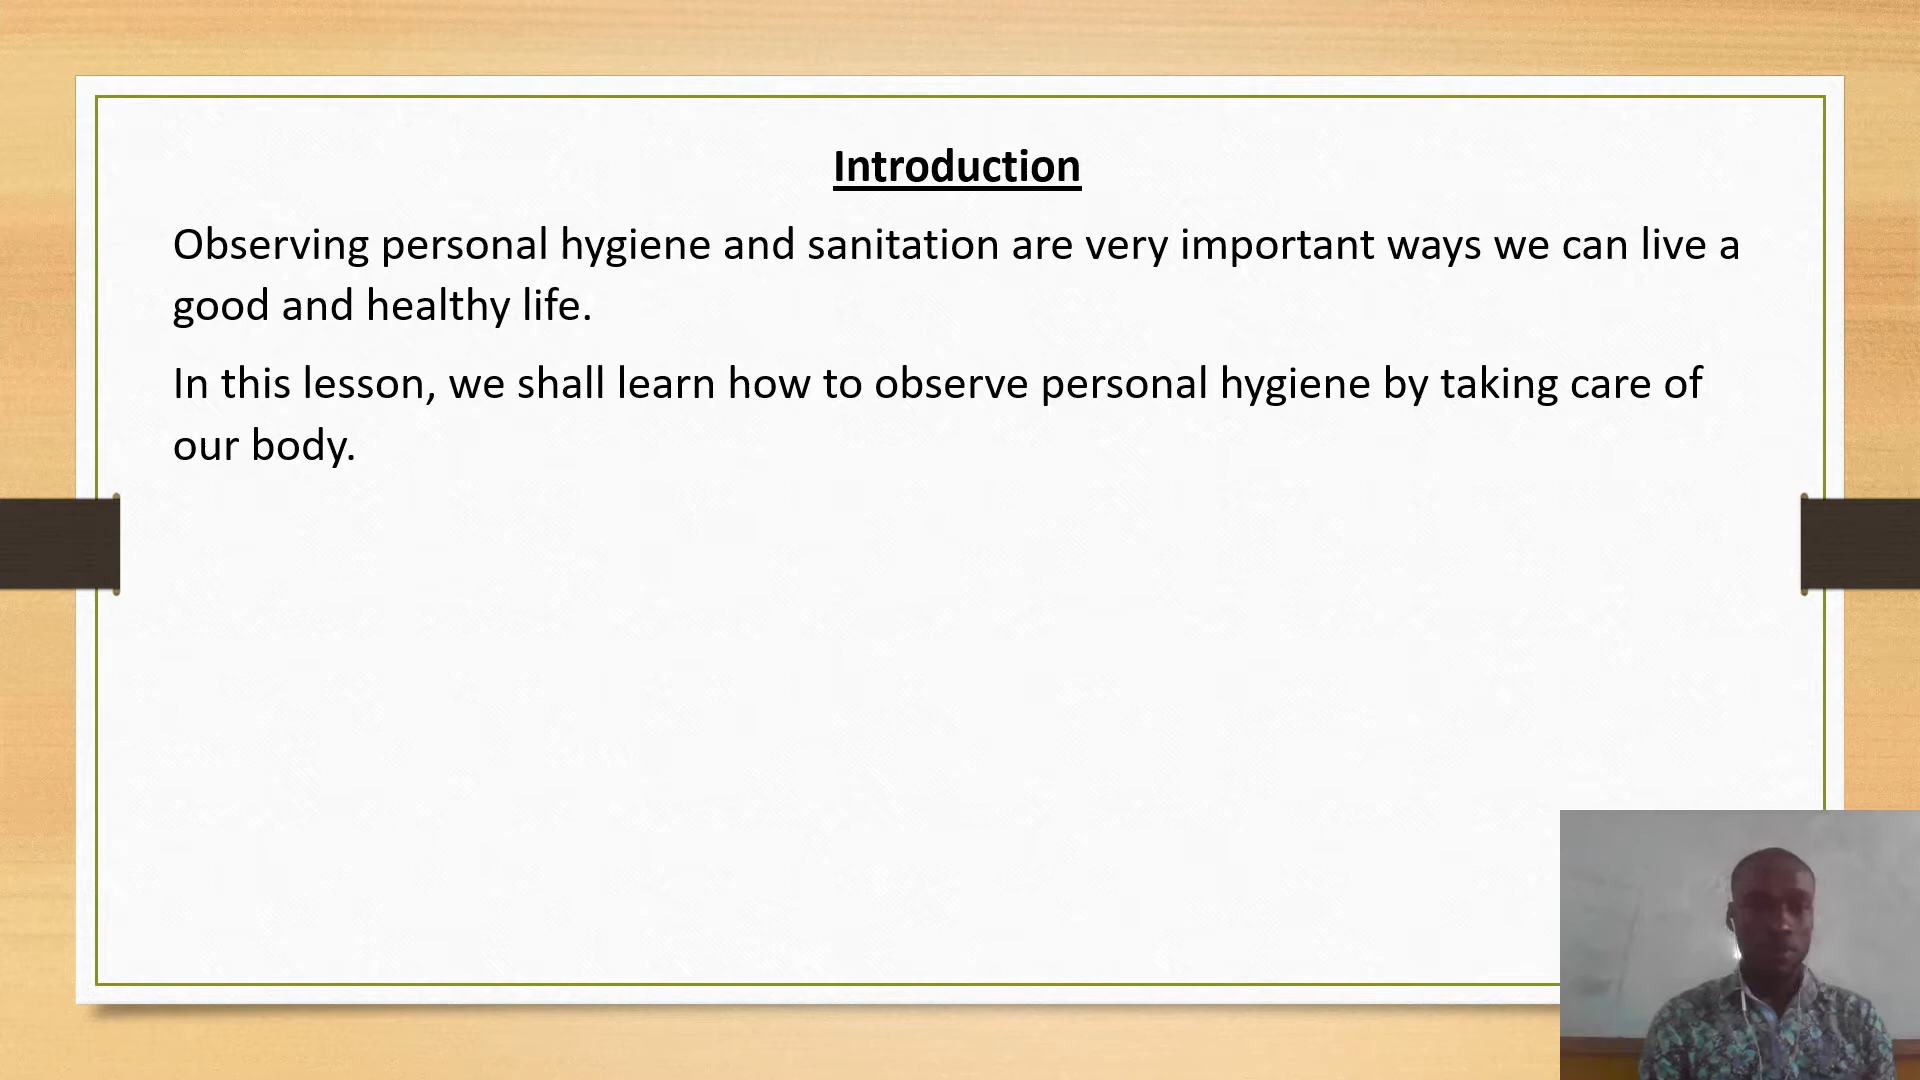 Introduction
Observing personal hygiene and sanitation are very important ways we can live a
good and healthy life.
In this lesson, we shall learn how to observe personal hygiene by taking care of
our body.